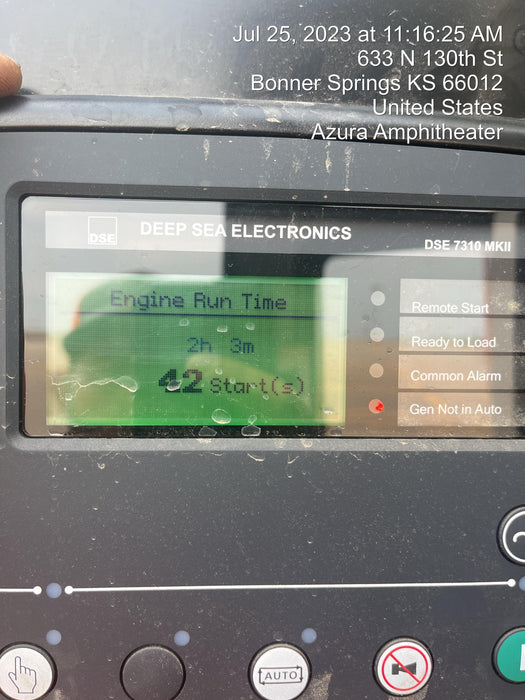 Jul 25, 2023 at 11:16:25 AM
633 N 130th St
Bonner Springs KS 66012
United States
Azura Amphitheater
DSE
DEEP SEA ELECTRONICS
DSE 7310 MKII
Engine Run Time
2h 3m
42 Start(s)
Remote Start
Ready to Load
Common Alarm
Gen Not in Auto
AUTO